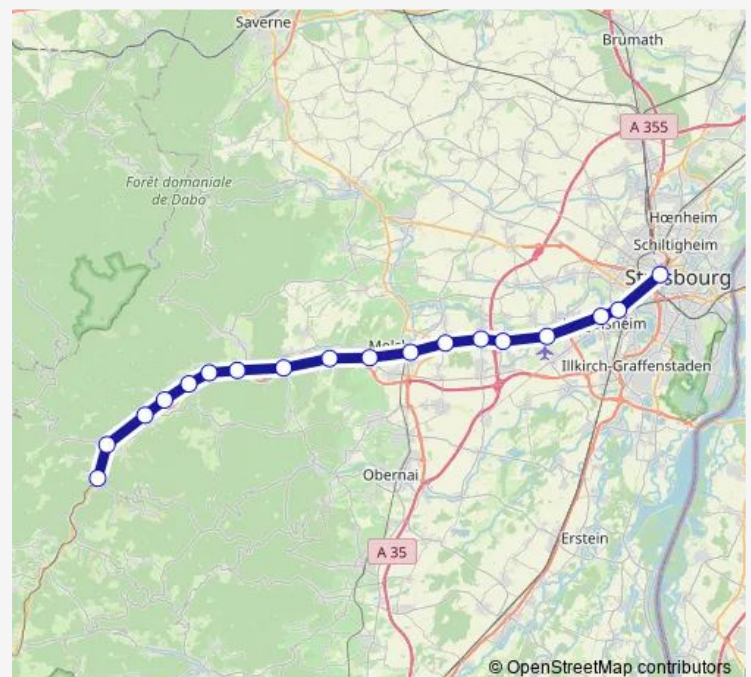 Saverne
Brumath
A 355
Forêt domaniale
de Dabo
Hœnheim
Schiltigheim
Illkirch-Graffenstaden
Obernai
A 35
Erstein
© OpenStreetMap contributors